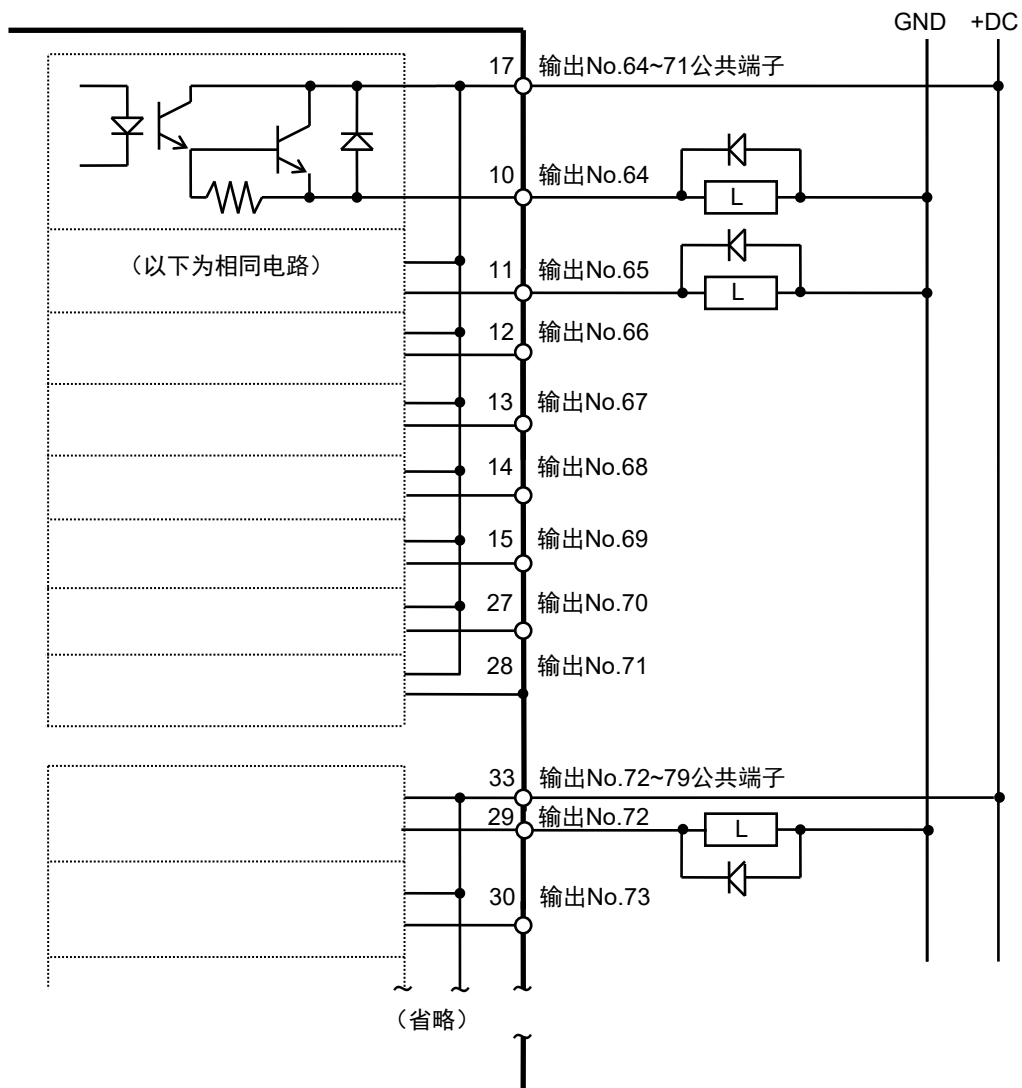 GND +DC
17 输出No.64~71公共端子
10 输出No.64
L
（以下为相同电路）
11 输出No.65
L
12 输出No.66
13 输出No.67
14 输出No.68
15 输出No.69
27 输出No.70
28 输出No.71
33 输出No.72~79公共端子
29 输出No.72
L
30 输出No.73
（省略）